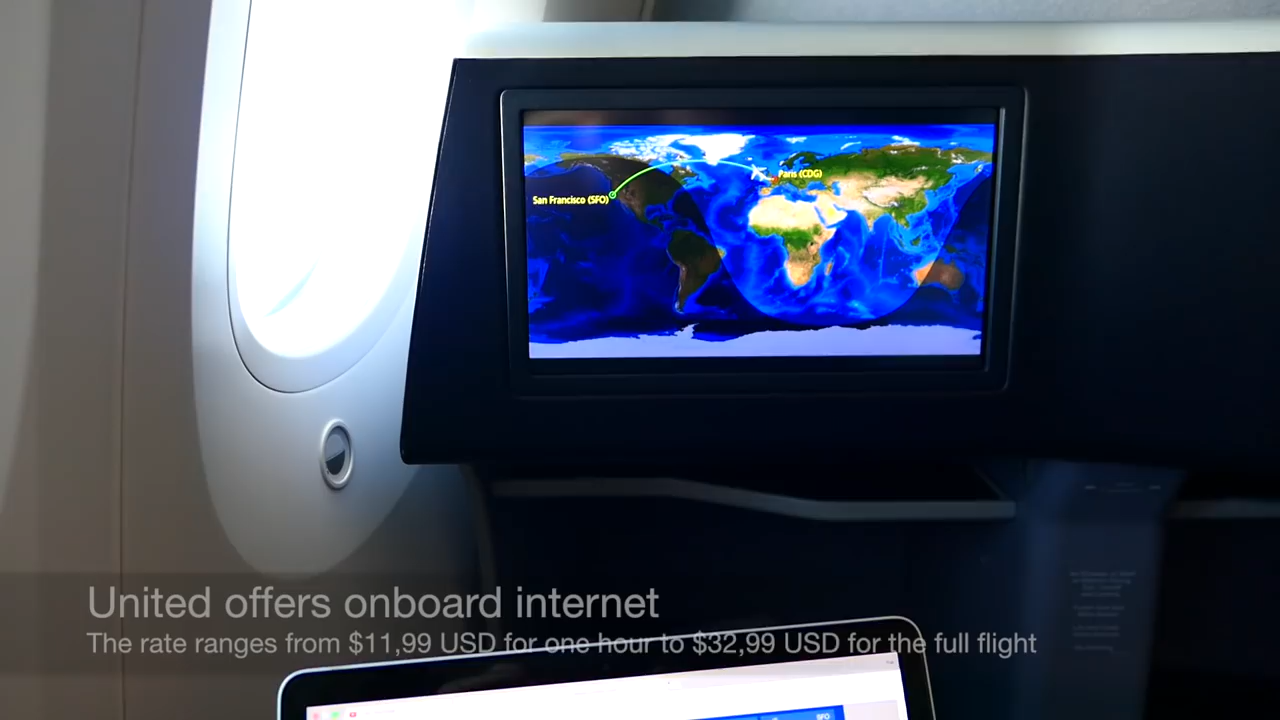 Paris (CDG)
San Francisco (SFO)
United offers onboard internet
The rate ranges from $11,99 USD for one hour to $32,99 USD for the full flight
SFO